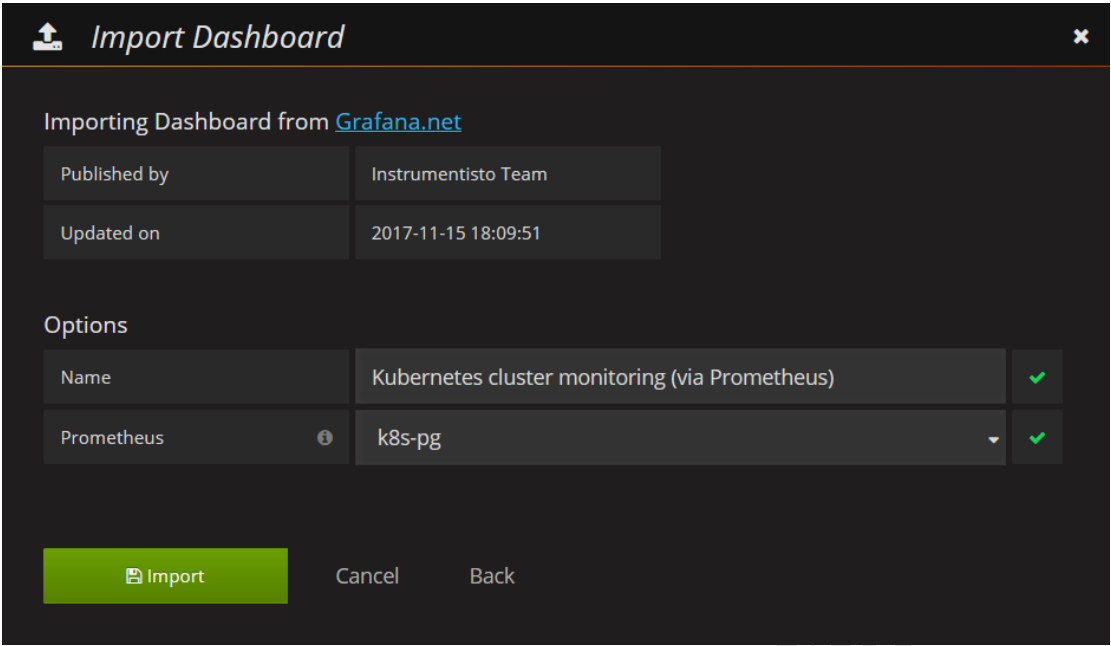 Import Dashboard
Importing Dashboard from Grafana.net
Published by Instrumentisto Team
Updated on 2017-11-15 18:09:51
Options
Name Kubernetes cluster monitoring (via Prometheus)
Prometheus k8s-pg
Import Cancel Back